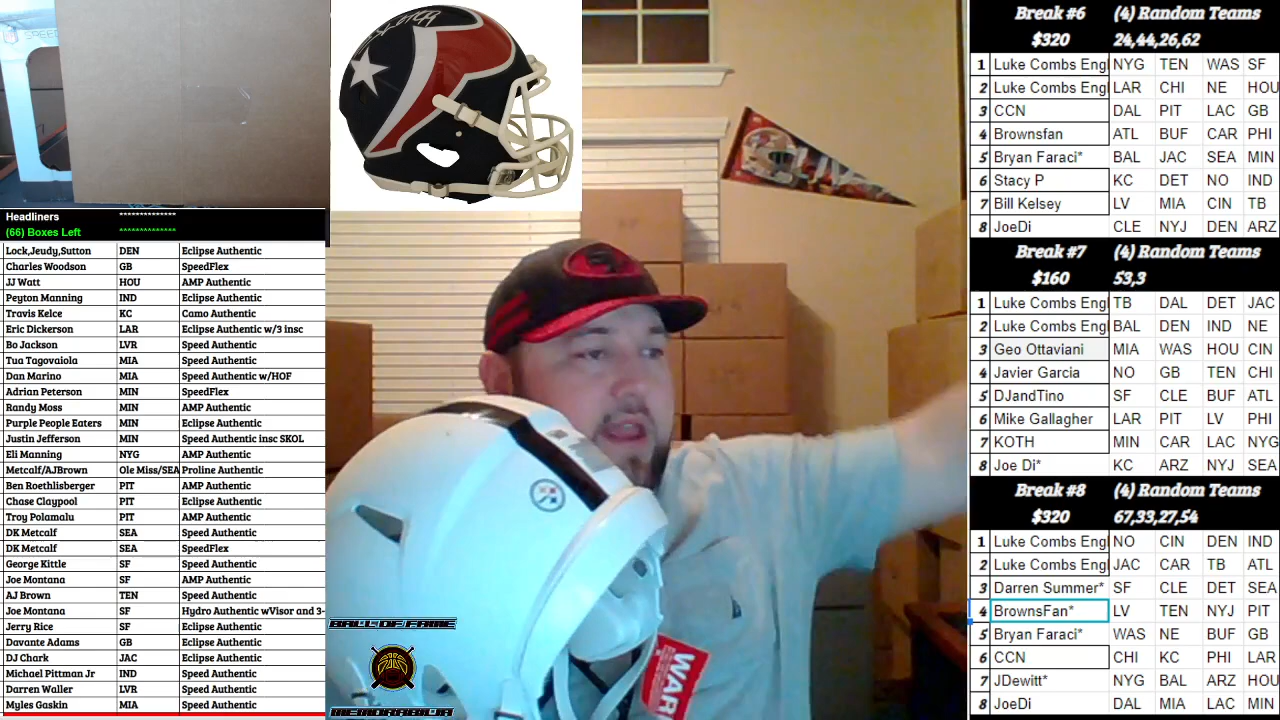 Headliners **************
(66) Boxes Left **************
Lock,Jeudy,Sutton DEN Eclipse Authentic
Charles Woodson GB SpeedFlex
JJ Watt HOU AMP Authentic
Peyton Manning IND Eclipse Authentic
Travis Kelce KC Camo Authentic
Eric Dickerson LAR Eclipse Authentic w/3 insc
Bo Jackson LVR Speed Authentic
Tua Tagovaiola MIA Speed Authentic
Dan Marino MIA Speed Authentic w/HOF
Adrian Peterson MIN SpeedFlex
Randy Moss MIN AMP Authentic
Purple People Eaters MIN Eclipse Authentic
Justin Jefferson MIN Speed Authentic insc SKOL
Eli Manning NYG AMP Authentic
Metcalf/AJBrown Ole Miss/SEA Proline Authentic
Ben Roethlisberger PIT AMP Authentic
Chase Claypool PIT Eclipse Authentic
Troy Polamalu PIT AMP Authentic
DK Metcalf SEA Speed Authentic
DK Metcalf SEA SpeedFlex
George Kittle SF Speed Authentic
Joe Montana SF AMP Authentic
AJ Brown TEN Speed Authentic
Joe Montana SF Hydro Authentic wVisor and 3-
Jerry Rice SF Eclipse Authentic
Davante Adams GB Eclipse Authentic
DJ Chark JAC Eclipse Authentic
Michael Pittman Jr IND Speed Authentic
Darren Waller LVR Speed Authentic
Myles Gaskin MIA Speed Authentic
BALL OF FAME
MEMORABILIA
WAR
Break #6 (4) Random Teams
$320 24,44,26,62
1 Luke Combs Engl NYG TEN WAS SF
2 Luke Combs Engl LAR CHI NE HOU
3 CCN DAL PIT LAC GB
4 Brownsfan ATL BUF CAR PHI
5 Bryan Faraci* BAL JAC SEA MIN
6 Stacy P KC DET NO IND
7 Bill Kelsey LV MIA CIN TB
8 JoeDi CLE NYJ DEN ARZ
Break #7 (4) Random Teams
$160 53,3
1 Luke Combs Engl TB DAL DET JAC
2 Luke Combs Engl BAL DEN IND NE
3 Geo Ottaviani MIA WAS HOU CIN
4 Javier Garcia NO GB TEN CHI
5 DJandTino SF CLE BUF ATL
6 Mike Gallagher LAR PIT LV PHI
7 KOTH MIN CAR LAC NYG
8 Joe Di* KC ARZ NYJ SEA
Break #8 (4) Random Teams
$320 67,33,27,54
1 Luke Combs Engl NO CIN DEN IND
2 Luke Combs Engl JAC CAR TB ATL
3 Darren Summer* SF CLE DET SEA
4 BrownsFan* LV TEN NYJ PIT
5 Bryan Faraci* WAS NE BUF GB
6 CCN CHI KC PHI LAR
7 JDewitt* NYG BAL ARZ HOU
8 JoeDi DAL MIA LAC MIN